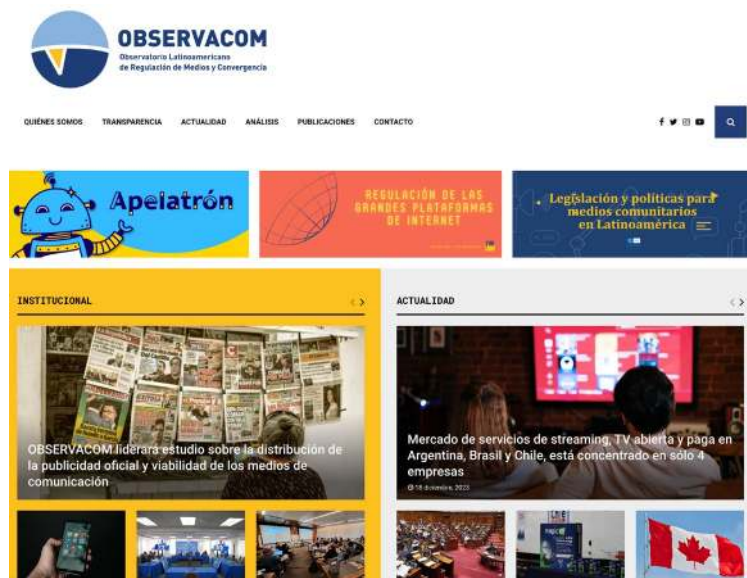 OBSERVACOM
Observatorio Latinoamericano
de Regulación de Medios y Convergencia
QUIÉNES SOMOS TRANSPARENCIA ACTUALIDAD ANÁLISIS PUBLICACIONES CONTACTO
Apelatrón
REGULACIÓN DE LAS
GRANDES PLATAFORMAS
DE INTERNET
Legislación y políticas para
medios comunitarios
en Latinoamérica
INSTITUCIONAL
ACTUALIDAD
OBSERVACOM liderará estudio sobre la distribución de
la publicidad oficial y viabilidad de los medios de
comunicación
Mercado de servicios de streaming, TV abierta y paga en
Argentina, Brasil y Chile, está concentrado en sólo 4
empresas
18 diciembre, 2023